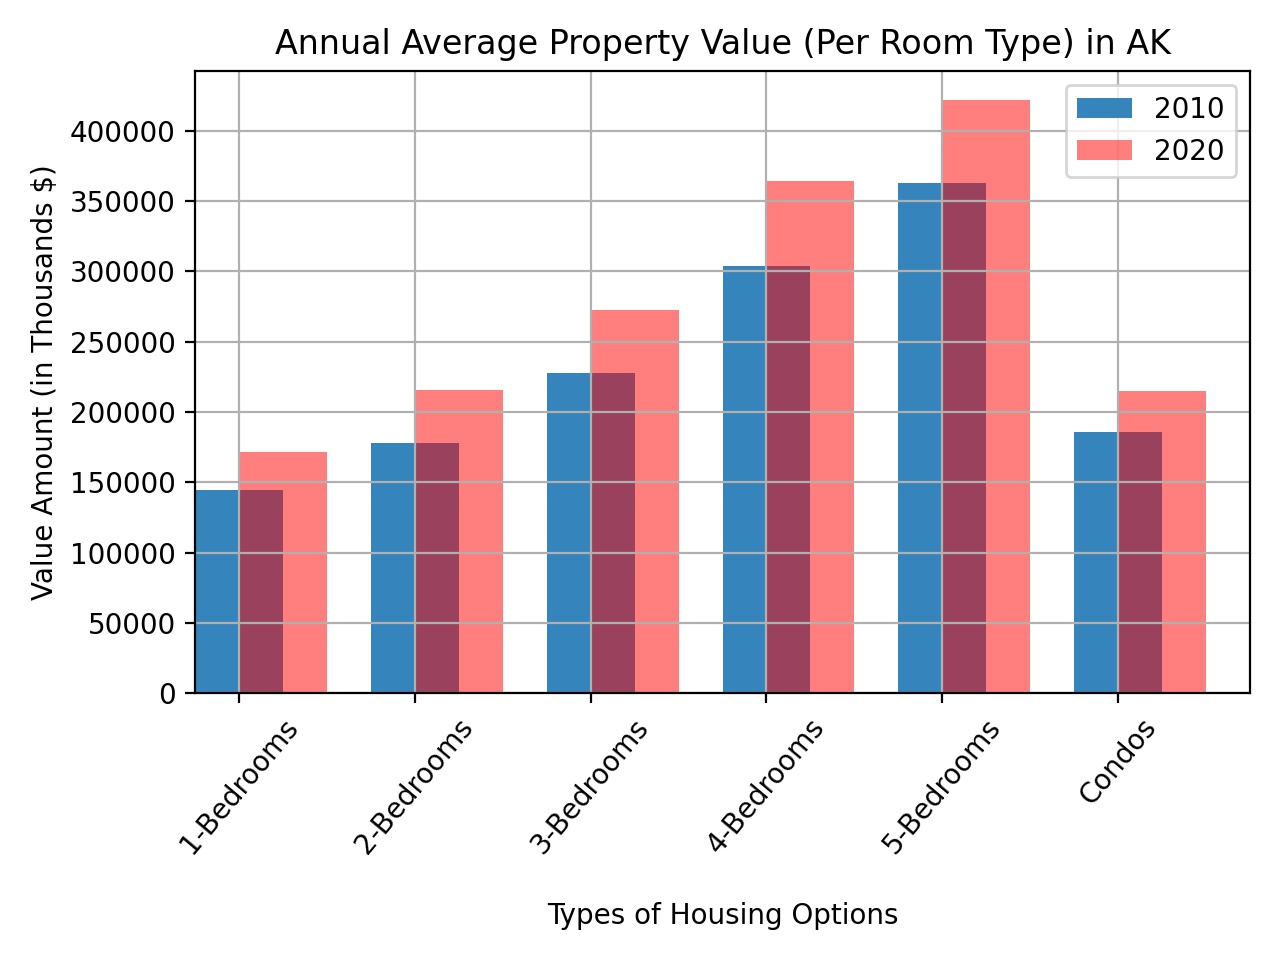 Annual Average Property Value (Per Room Type) in AK
2010
2020
Value Amount (in Thousands $)
400000
350000
300000
250000
200000
150000
100000
50000
0
1-Bedrooms
2-Bedrooms
3-Bedrooms
4-Bedrooms
5-Bedrooms
Condos
Types of Housing Options